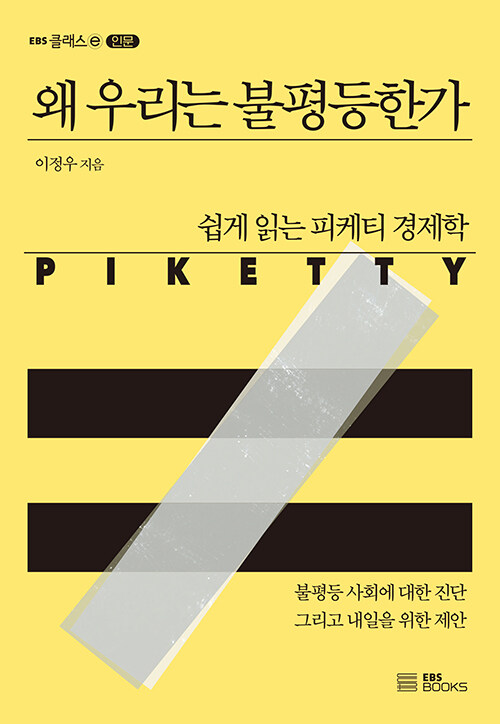 EBS 클래스 e 인문
왜 우리는 불평등한가
이정우 지음
쉽게 읽는 피케티 경제학
PIKETTY
불평등 사회에 대한 진단
그리고 내일을 위한 제안
EBS
BOOKS